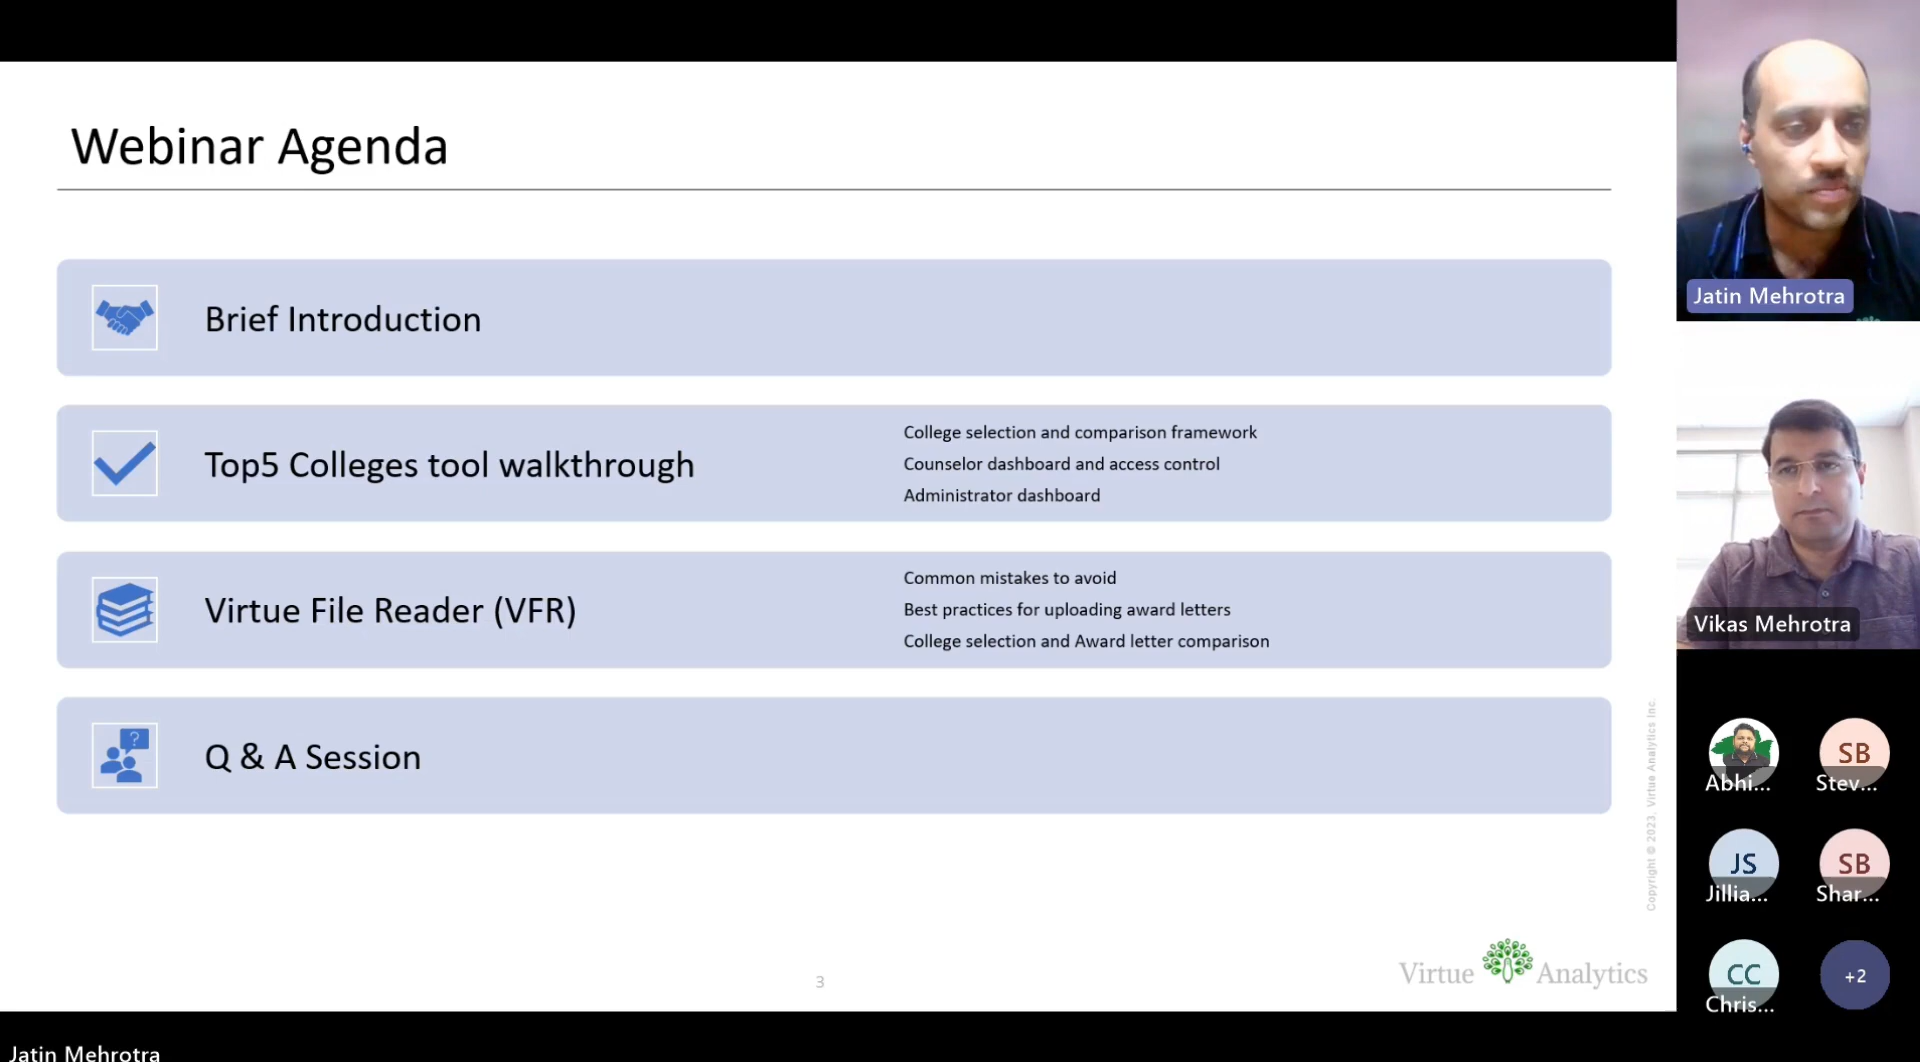 Webinar Agenda
Brief Introduction
Top5 Colleges tool walkthrough
College selection and comparison framework
Counselor dashboard and access control
Administrator dashboard
Virtue File Reader (VFR)
Common mistakes to avoid
Best practices for uploading award letters
College selection and Award letter comparison
?
Q & A Session
Copyright © 2023, Virtue Analytics Inc.
3
Virtue Analytics
Jatin Mehrotra
Vikas Mehrotra
Abhi...
SB
Stev...
JS
Jillia...
SB
Shar...
CC
Chris...
+2
Jatin Mehrotra